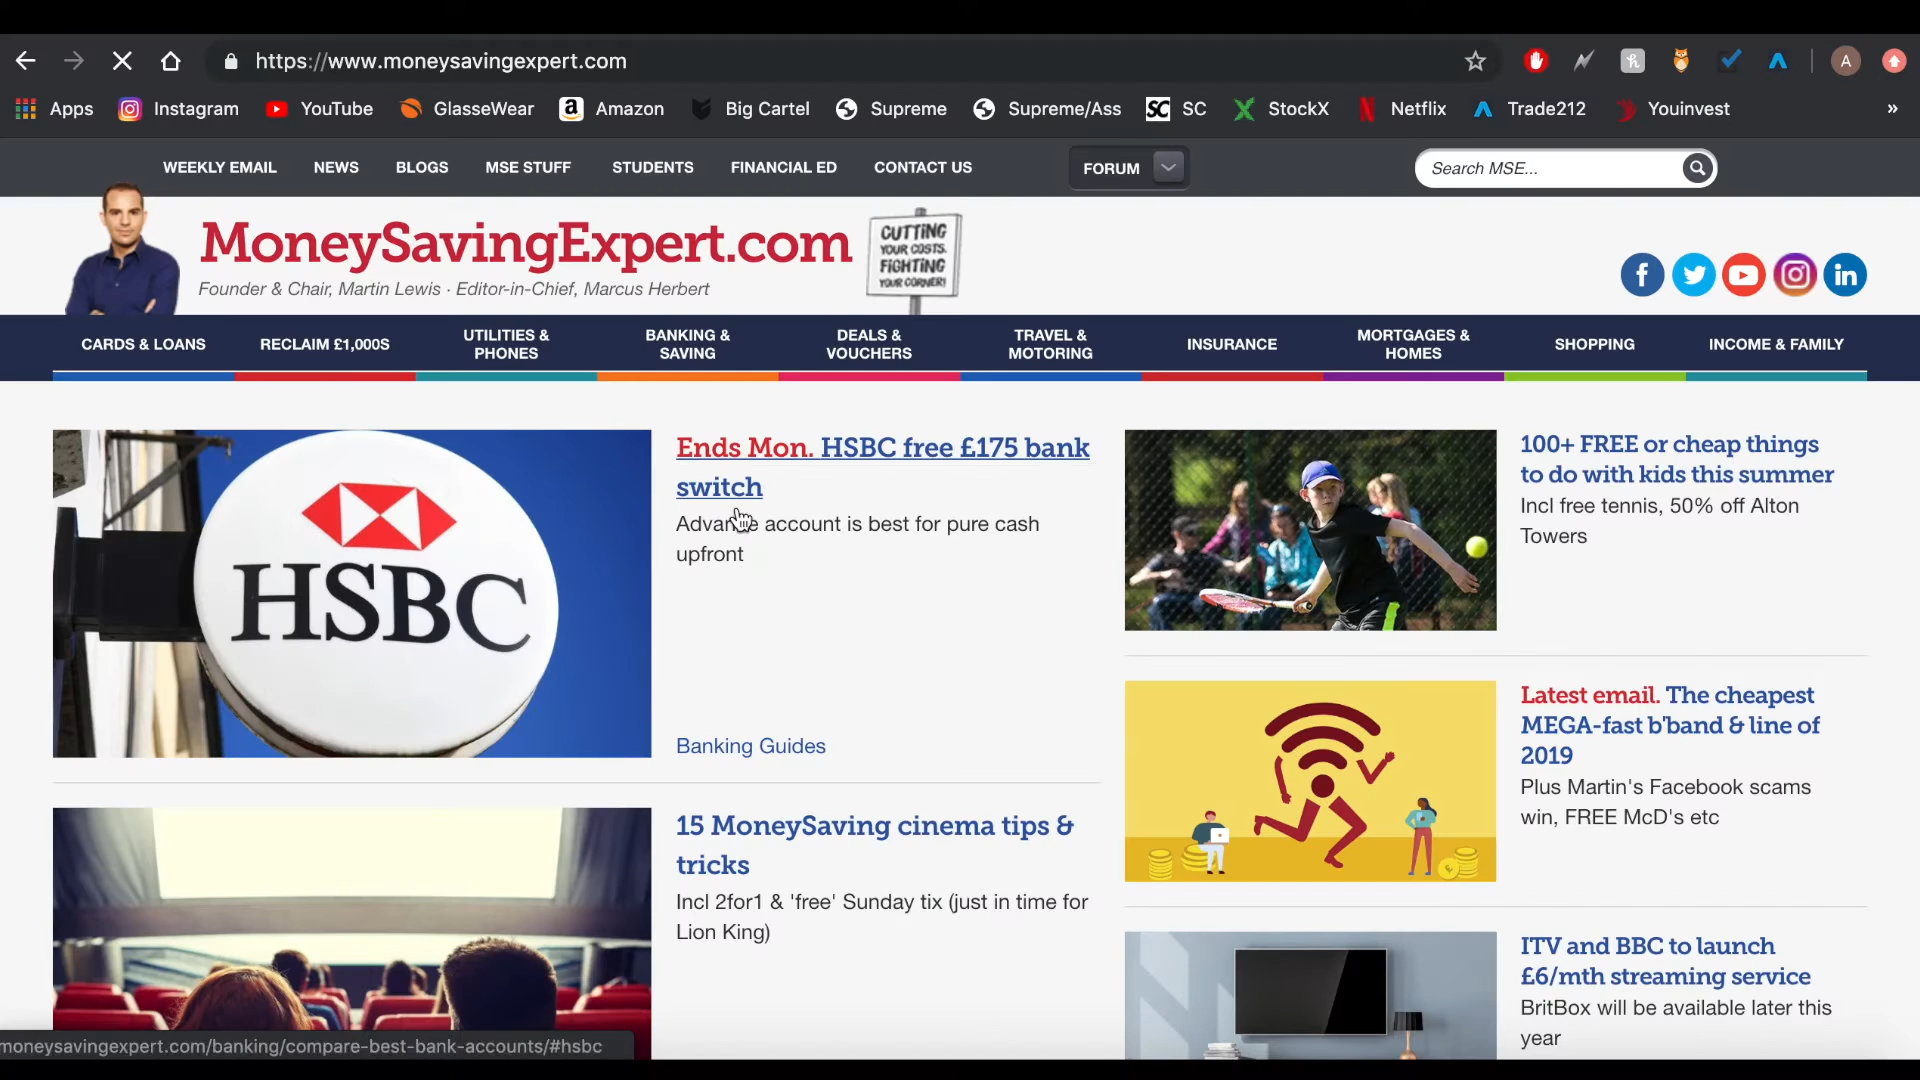 https://www.moneysavingexpert.com
A
Apps
Instagram
YouTube
GlasseWear
Amazon
Big Cartel
Supreme
Supreme/Ass
SC SC
StockX
Netflix
Trade212
Youinvest
»
WEEKLY EMAIL
NEWS
BLOGS
MSE STUFF
STUDENTS
FINANCIAL ED
CONTACT US
FORUM
Search MSE...
MoneySavingExpert.com
Founder & Chair, Martin Lewis · Editor-in-Chief, Marcus Herbert
CUTTING
YOUR COSTS.
FIGHTING
YOUR CORNER!
CARDS & LOANS
RECLAIM £1,000S
UTILITIES &
PHONES
BANKING &
SAVING
DEALS &
VOUCHERS
TRAVEL &
MOTORING
INSURANCE
MORTGAGES &
HOMES
SHOPPING
INCOME & FAMILY
HSBC
Ends Mon. HSBC free £175 bank
switch
Advance account is best for pure cash
upfront
Banking Guides
15 MoneySaving cinema tips &
tricks
Incl 2for1 & 'free' Sunday tix (just in time for
Lion King)
100+ FREE or cheap things
to do with kids this summer
Incl free tennis, 50% off Alton
Towers
Latest email. The cheapest
MEGA-fast b'band & line of
2019
Plus Martin's Facebook scams
win, FREE McD's etc
ITV and BBC to launch
£6/mth streaming service
BritBox will be available later this
year
moneysavingexpert.com/banking/compare-best-bank-accounts/#hsbc